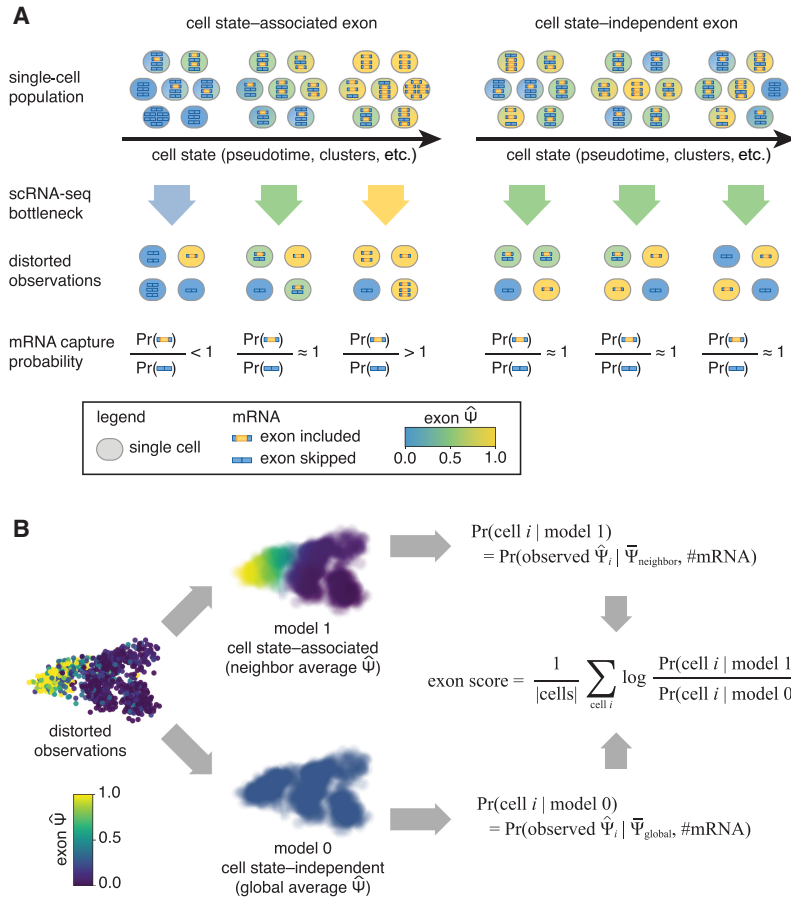 A
cell state–associated exon
cell state–independent exon
single-cell
population
cell state (pseudotime, clusters, etc.)
cell state (pseudotime, clusters, etc.)
scRNA-seq
bottleneck
distorted
observations
mRNA capture
probability
Pr( )
Pr( )
< 1
Pr( )
Pr( )
≈ 1
Pr( )
Pr( )
> 1
Pr( )
Pr( )
≈ 1
Pr( )
Pr( )
≈ 1
Pr( )
Pr( )
≈ 1
legend
single cell
mRNA
exon included
exon skipped
exon Ψ̂
0.0 0.5 1.0
B
distorted
observations
exon Ψ̂
1.0
0.5
0.0
model 1
cell state–associated
(neighbor average Ψ̂)
Pr(cell i | model 1)
= Pr(observed Ψ̂i | Ψ̄neighbor, #mRNA)
exon score = 1 / |cells| ∑ cell i log Pr(cell i | model 1 / Pr(cell i | model 0
model 0
cell state–independent
(global average Ψ̂)
Pr(cell i | model 0)
= Pr(observed Ψ̂i | Ψ̄global, #mRNA)